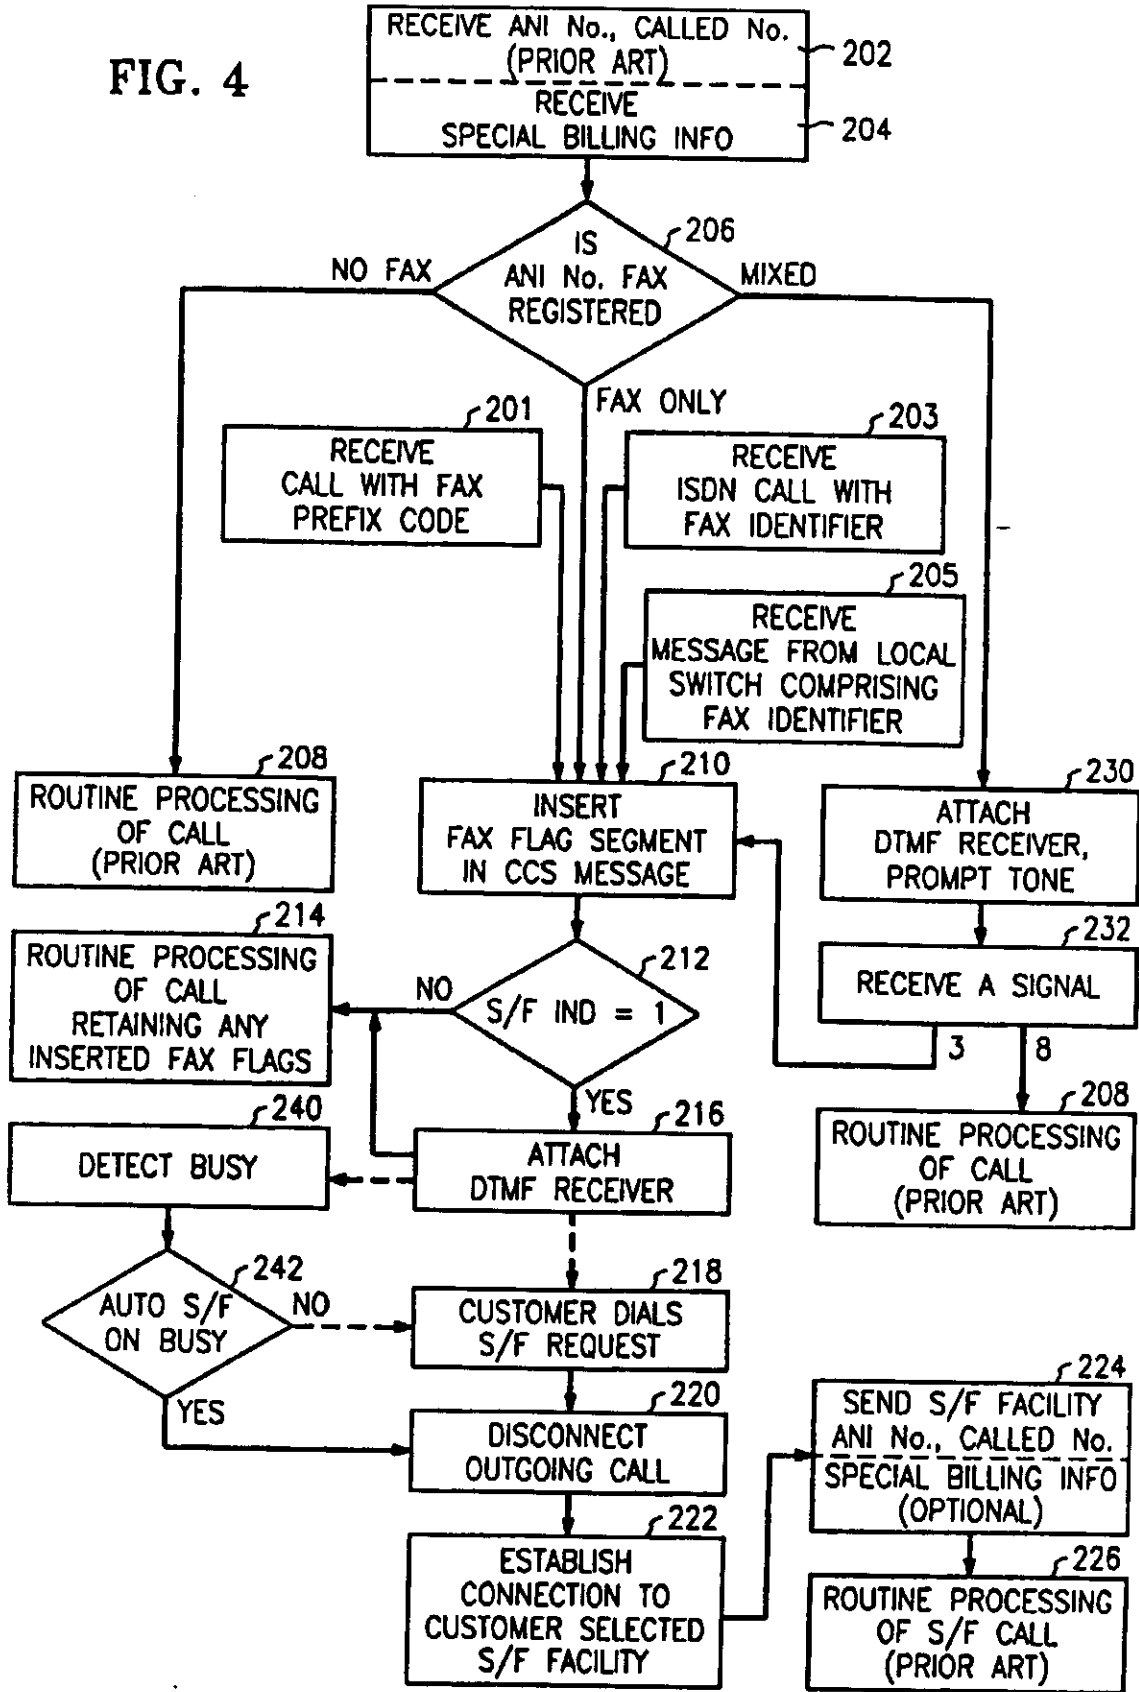 FIG. 4
RECEIVE ANI No., CALLED No.
(PRIOR ART)
202
RECEIVE
SPECIAL BILLING INFO
204
IS
ANI No. FAX
REGISTERED
206
NO FAX
MIXED
FAX ONLY
201
RECEIVE
CALL WITH FAX
PREFIX CODE
203
RECEIVE
ISDN CALL WITH
FAX IDENTIFIER
205
RECEIVE
MESSAGE FROM LOCAL
SWITCH COMPRISING
FAX IDENTIFIER
208
ROUTINE PROCESSING
OF CALL
(PRIOR ART)
210
INSERT
FAX FLAG SEGMENT
IN CCS MESSAGE
230
ATTACH
DTMF RECEIVER,
PROMPT TONE
214
ROUTINE PROCESSING
OF CALL
RETAINING ANY
INSERTED FAX FLAGS
212
NO
S/F IND = 1
YES
232
RECEIVE A SIGNAL
3
8
208
ROUTINE PROCESSING
OF CALL
(PRIOR ART)
240
DETECT BUSY
216
ATTACH
DTMF RECEIVER
242
AUTO S/F
ON BUSY
NO
YES
218
CUSTOMER DIALS
S/F REQUEST
220
DISCONNECT
OUTGOING CALL
222
ESTABLISH
CONNECTION TO
CUSTOMER SELECTED
S/F FACILITY
224
SEND S/F FACILITY
ANI No., CALLED No.
SPECIAL BILLING INFO
(OPTIONAL)
226
ROUTINE PROCESSING
OF S/F CALL
(PRIOR ART)